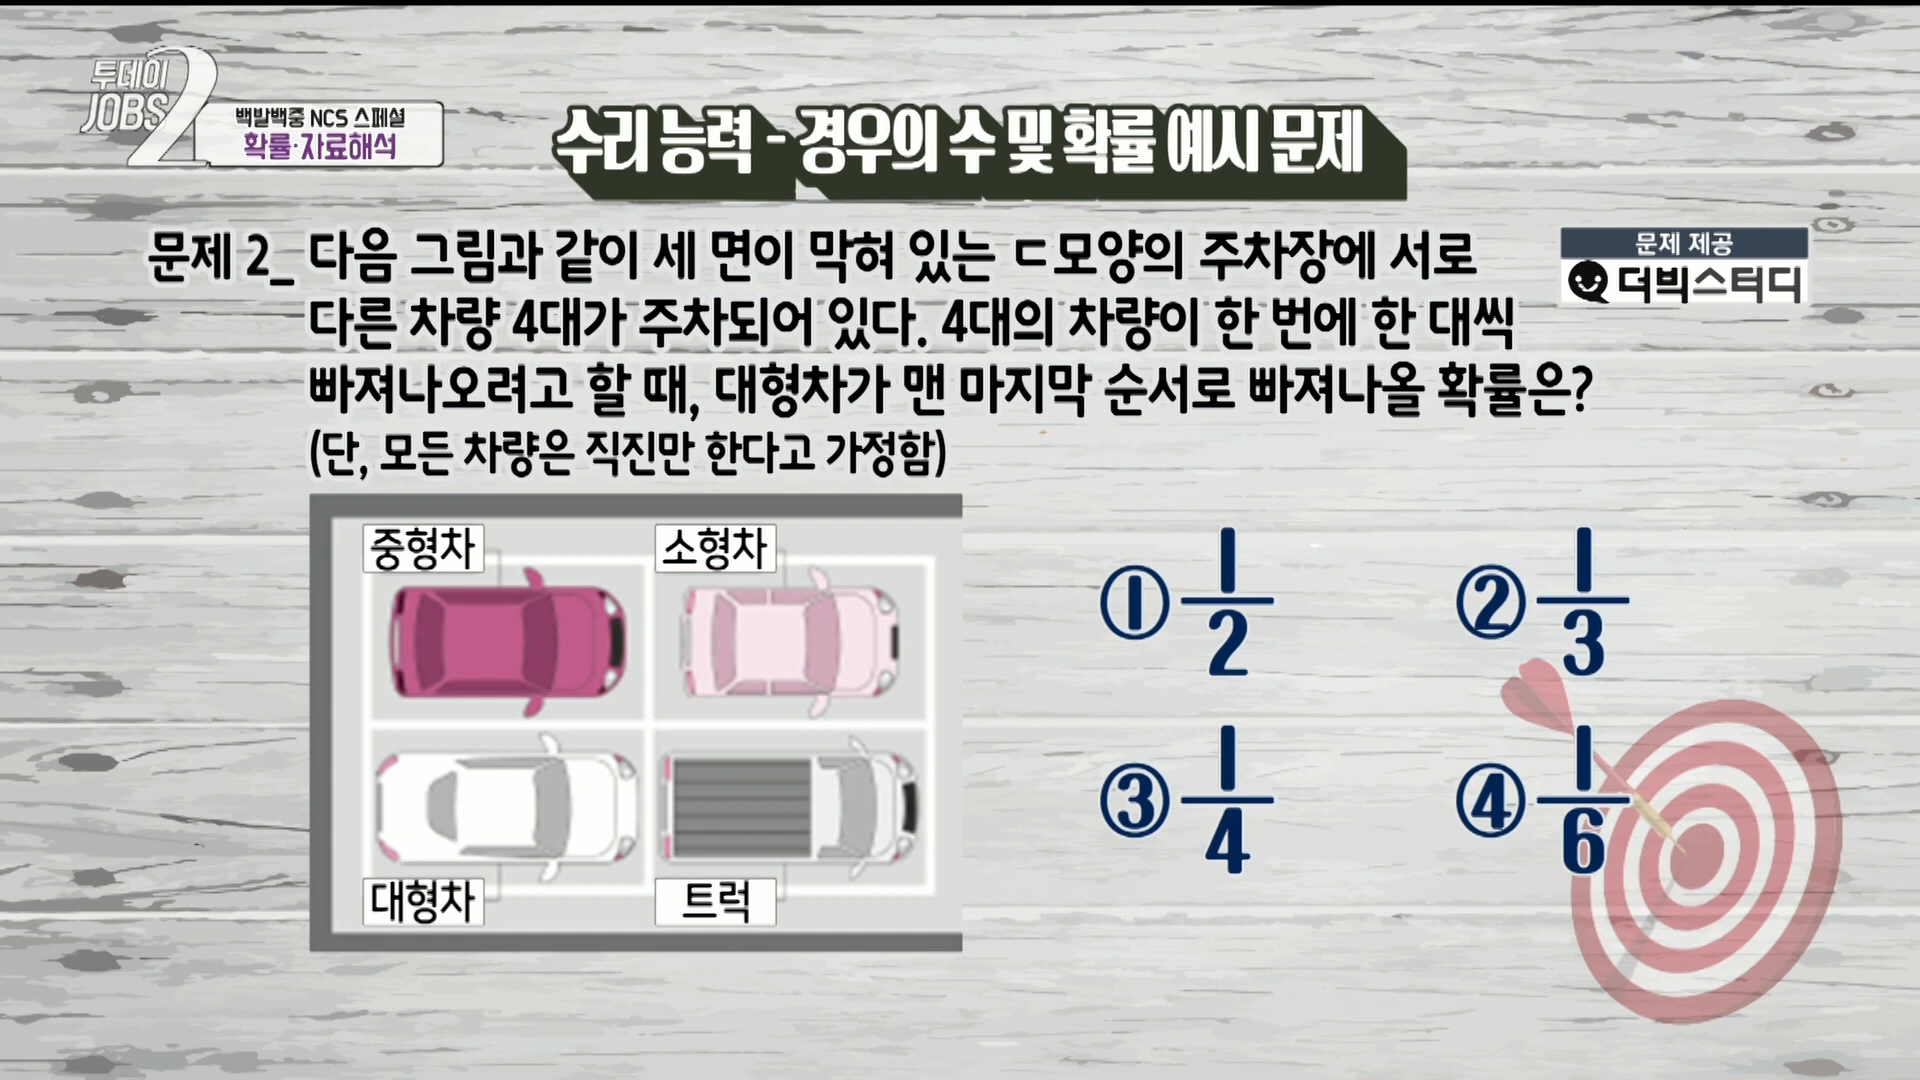 투데이
JOBS 2
백발백중 NCS 스페셜
확률·자료해석
수리 능력 - 경우의 수 및 확률 예시 문제
문제 2_ 다음 그림과 같이 세 면이 막혀 있는 ㄷ모양의 주차장에 서로
다른 차량 4대가 주차되어 있다. 4대의 차량이 한 번에 한 대씩
빠져나오려고 할 때, 대형차가 맨 마지막 순서로 빠져나올 확률은?
(단, 모든 차량은 직진만 한다고 가정함)
문제 제공
더빅스터디
중형차 소형차
대형차 트럭
① 1/2 ② 1/3
③ 1/4 ④ 1/6